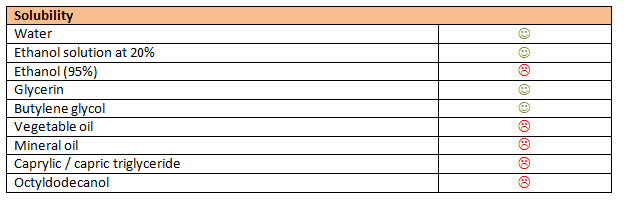 Solubility
Water
Ethanol solution at 20%
Ethanol (95%)
Glycerin
Butylene glycol
Vegetable oil
Mineral oil
Caprylic / capric triglyceride
Octyldodecanol